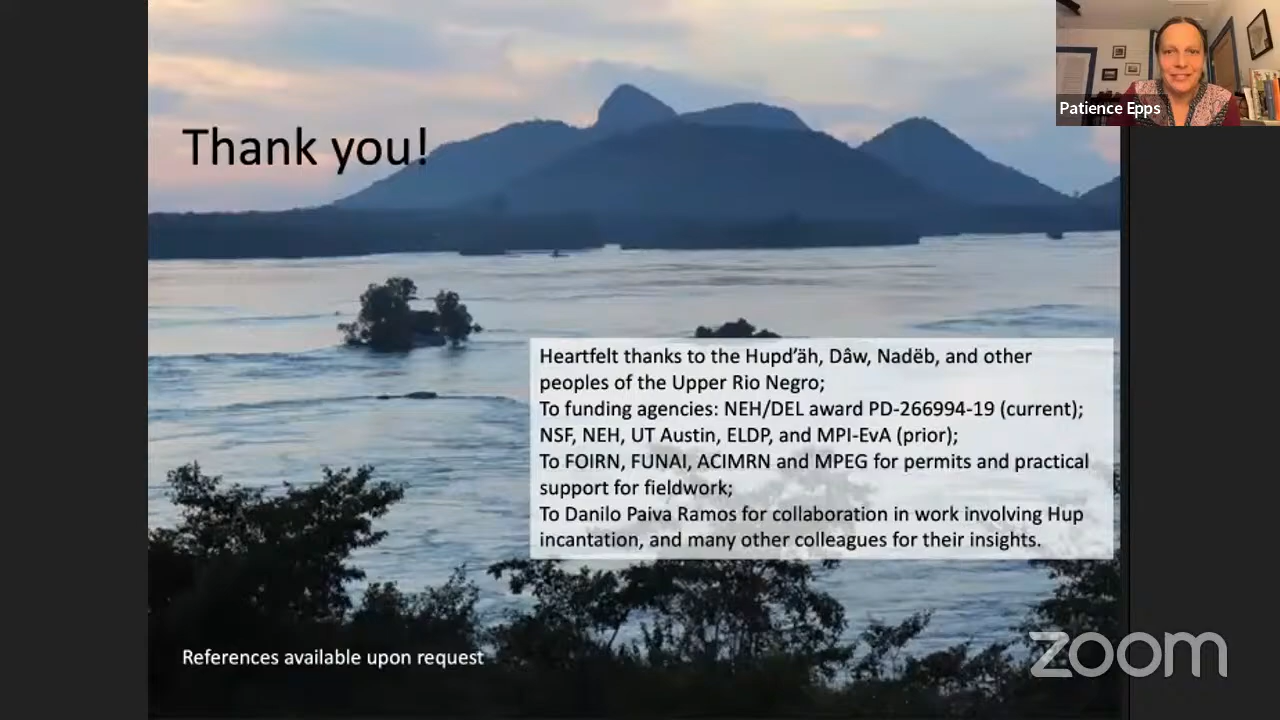 Patience Epps
Thank you!
Heartfelt thanks to the Hupd’äh, Dâw, Nadëb, and other
peoples of the Upper Rio Negro;
To funding agencies: NEH/DEL award PD-266994-19 (current);
NSF, NEH, UT Austin, ELDP, and MPI-EvA (prior);
To FOIRN, FUNAI, ACIMRN and MPEG for permits and practical
support for fieldwork;
To Danilo Paiva Ramos for collaboration in work involving Hup
incantation, and many other colleagues for their insights.
References available upon request
zoom